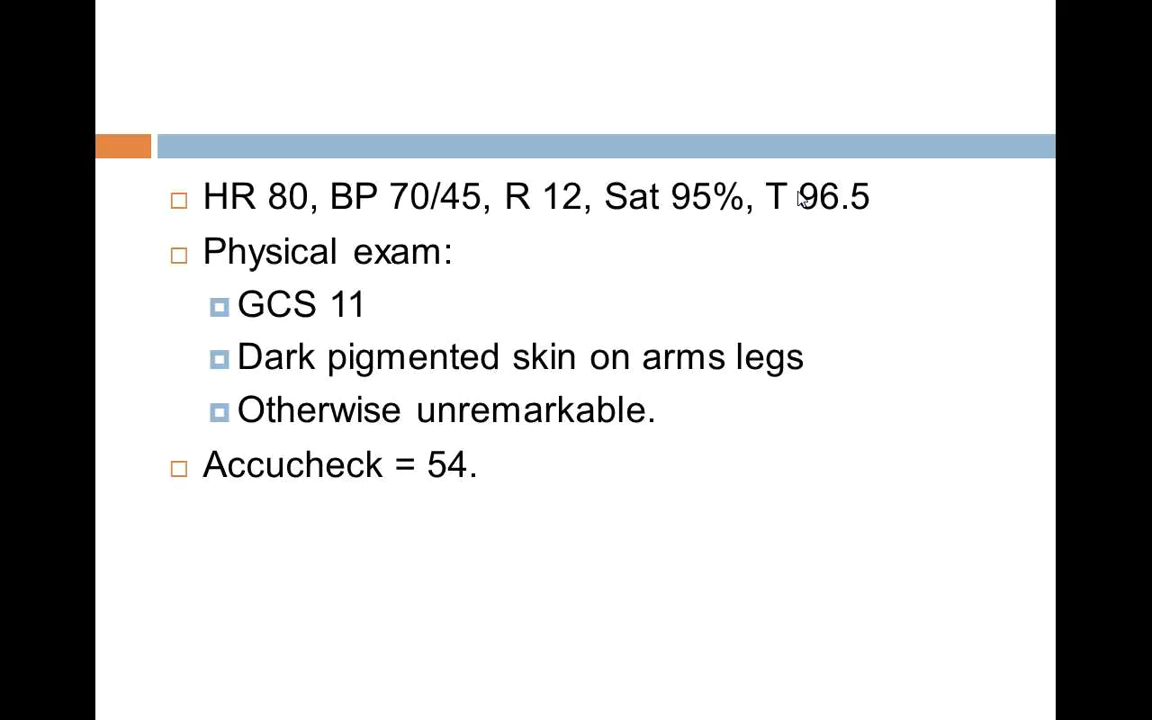 HR 80, BP 70/45, R 12, Sat 95%, T 96.5
Physical exam:
GCS 11
Dark pigmented skin on arms legs
Otherwise unremarkable.
Accucheck = 54.